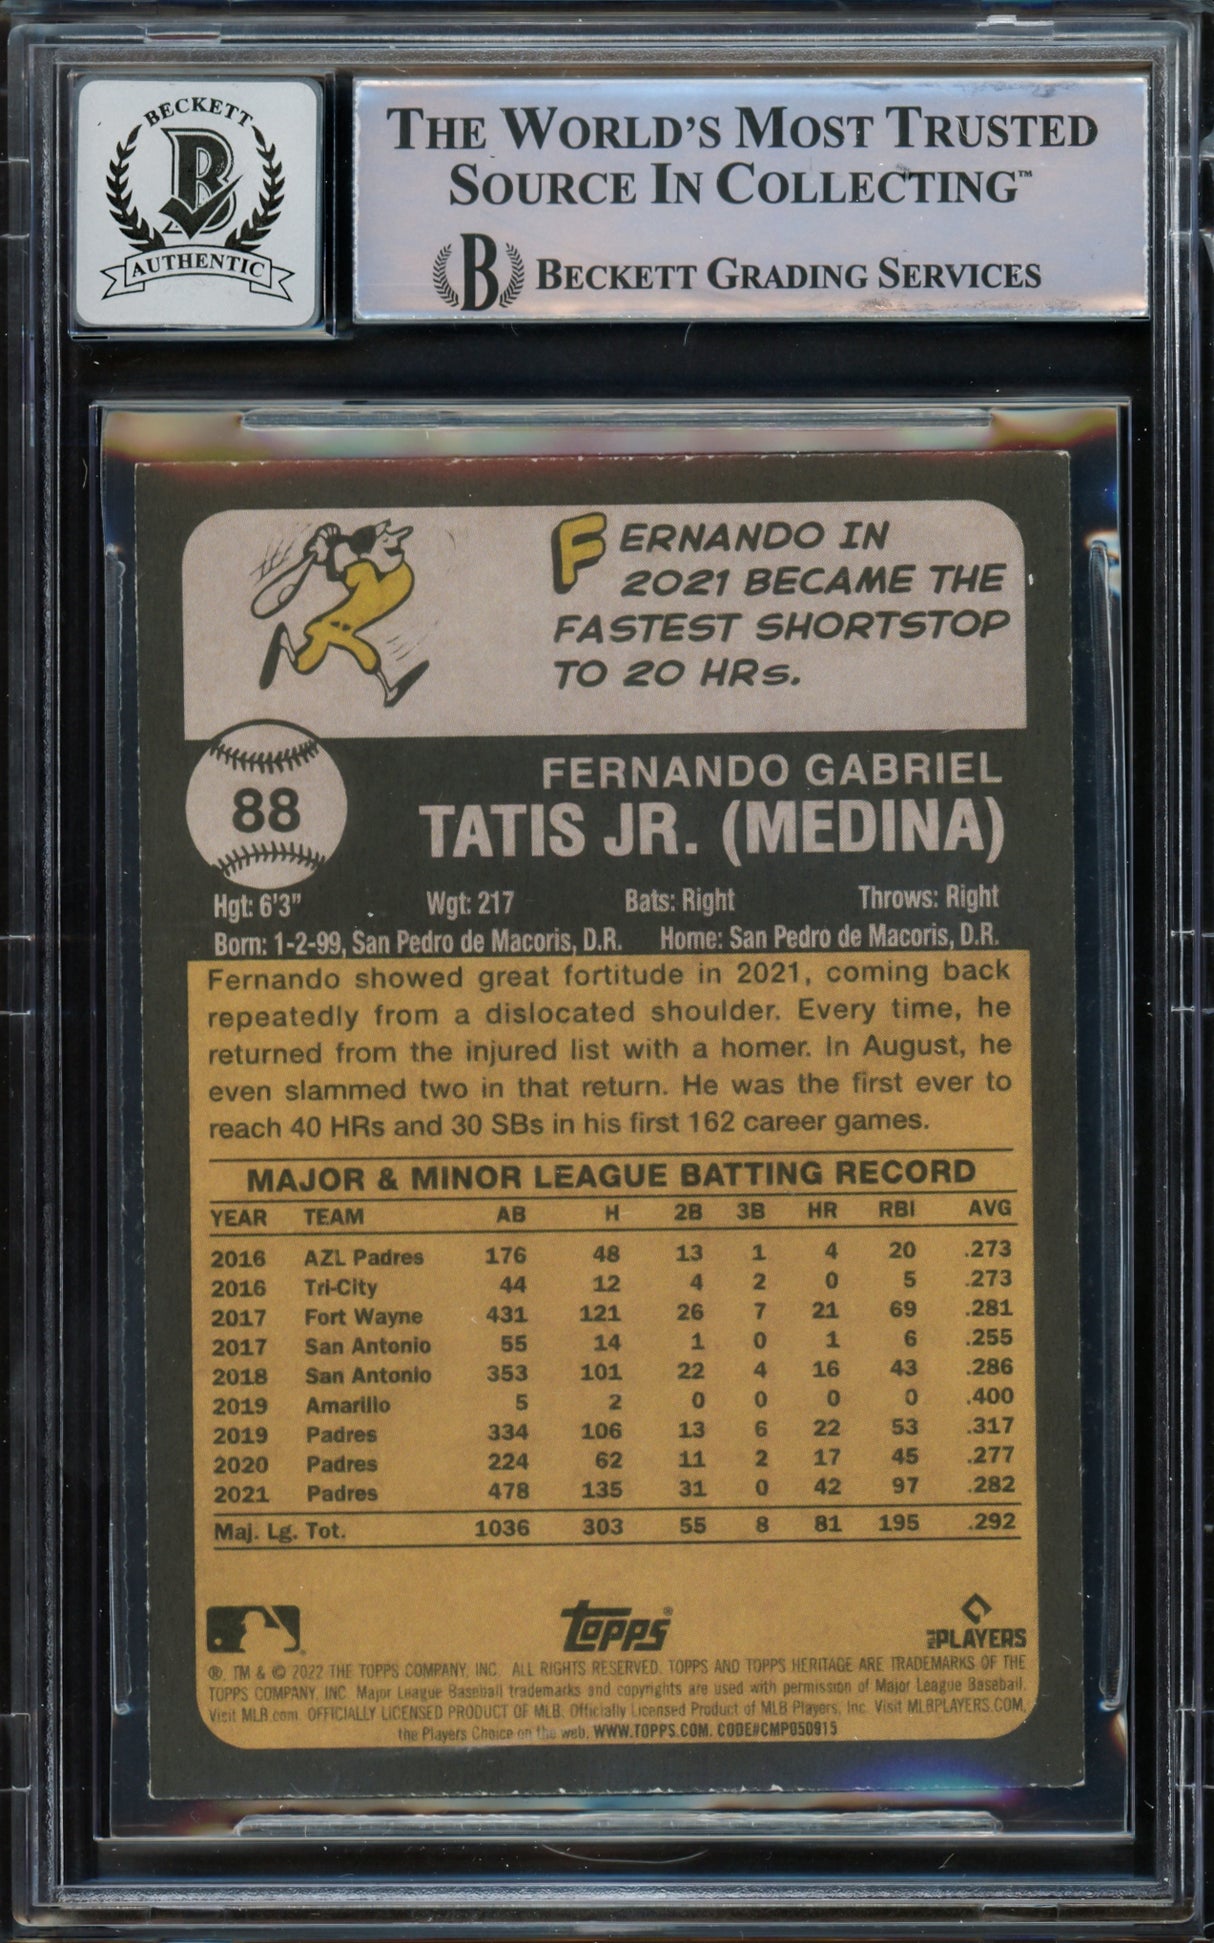 BECKETT
B
AUTHENTIC
THE WORLD'S MOST TRUSTED
SOURCE IN COLLECTING™
B BECKETT GRADING SERVICES
FERNANDO IN
2021 BECAME THE
FASTEST SHORTSTOP
TO 20 HRs.
88
FERNANDO GABRIEL
TATIS JR. (MEDINA)
Hgt: 6'3" Wgt: 217 Bats: Right Throws: Right
Born: 1-2-99, San Pedro de Macoris, D.R. Home: San Pedro de Macoris, D.R.
Fernando showed great fortitude in 2021, coming back
repeatedly from a dislocated shoulder. Every time, he
returned from the injured list with a homer. In August, he
even slammed two in that return. He was the first ever to
reach 40 HRs and 30 SBs in his first 162 career games.
MAJOR & MINOR LEAGUE BATTING RECORD
YEAR TEAM AB H 2B 3B HR RBI AVG
2016 AZL Padres 176 48 13 1 4 20 .273
2016 Tri-City 44 12 4 2 0 5 .273
2017 Fort Wayne 431 121 26 7 21 69 .281
2017 San Antonio 55 14 1 0 1 6 .255
2018 San Antonio 353 101 22 4 16 43 .286
2019 Amarillo 5 2 0 0 0 0 .400
2019 Padres 334 106 13 6 22 53 .317
2020 Padres 224 62 11 2 17 45 .277
2021 Padres 478 135 31 0 42 97 .282
Maj. Lg. Tot. 1036 303 55 8 81 195 .292
topps®
PLAYERS
®, TM & © 2022 THE TOPPS COMPANY, INC. ALL RIGHTS RESERVED. TOPPS AND TOPPS HERITAGE ARE TRADEMARKS OF THE
TOPPS COMPANY, INC. Major League Baseball trademarks and copyrights are used with permission of Major League Baseball.
Visit MLB.com. OFFICIALLY LICENSED PRODUCT OF MLB. Officially Licensed Product of MLB Players, Inc. Visit MLBPLAYERS.COM,
the Players Choice on the web. WWW.TOPPS.COM. CODE#CMP050915